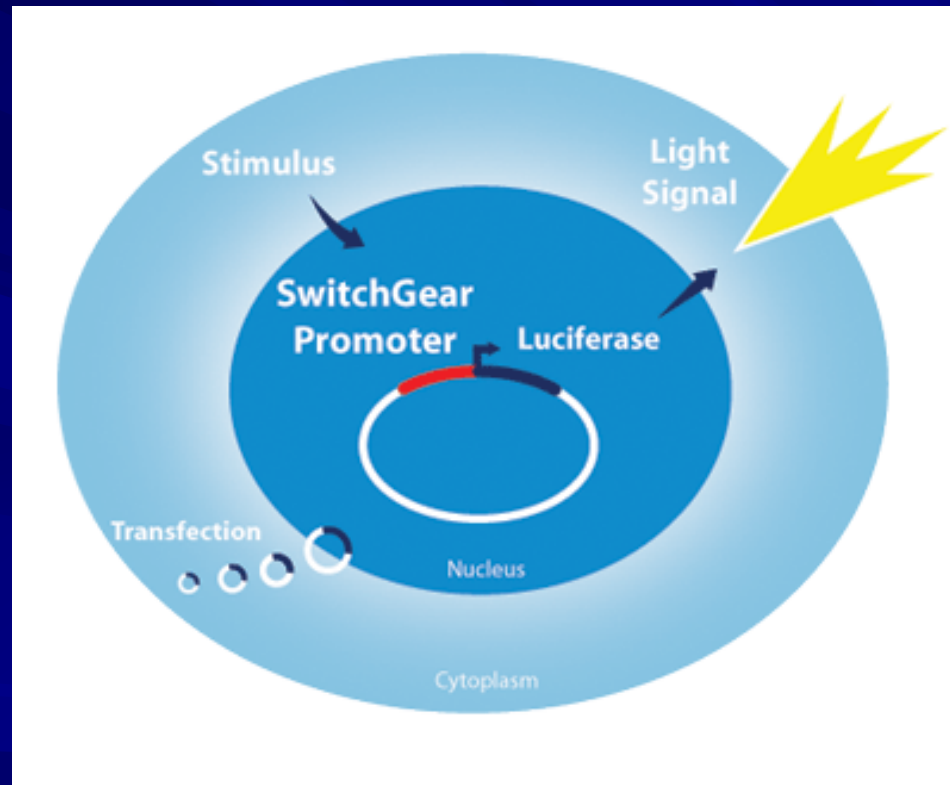 Stimulus
Light
Signal
SwitchGear
Promoter
Luciferase
Transfection
Nucleus
Cytoplasm